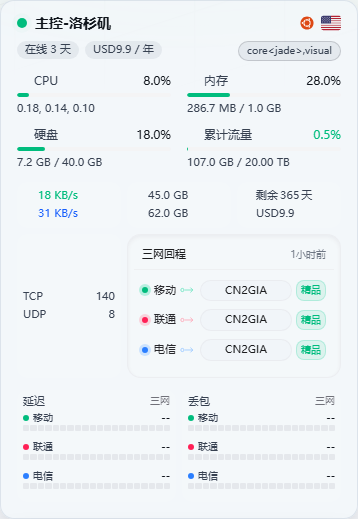 主控-洛杉矶
在线 3 天 USD9.9 / 年 core<jade>,visual
CPU 8.0% 内存 28.0%
0.18, 0.14, 0.10 286.7 MB / 1.0 GB
硬盘 18.0% 累计流量 0.5%
7.2 GB / 40.0 GB 107.0 GB / 20.00 TB
18 KB/s 45.0 GB 剩余 365 天
31 KB/s 62.0 GB USD9.9
三网回程 1小时前
移动 CN2GIA 精品
TCP 140
UDP 8
联通 CN2GIA 精品
电信 CN2GIA 精品
延迟 三网 丢包 三网
移动 -- 移动 --
联通 -- 联通 --
电信 -- 电信 --